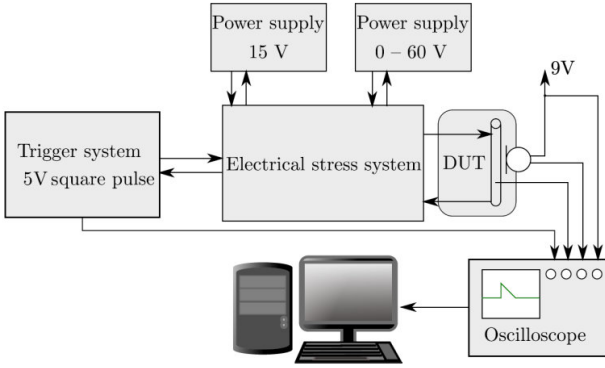 Power supply
15 V
Power supply
0 – 60 V
9V
Trigger system
5V square pulse
Electrical stress system
DUT
Oscilloscope